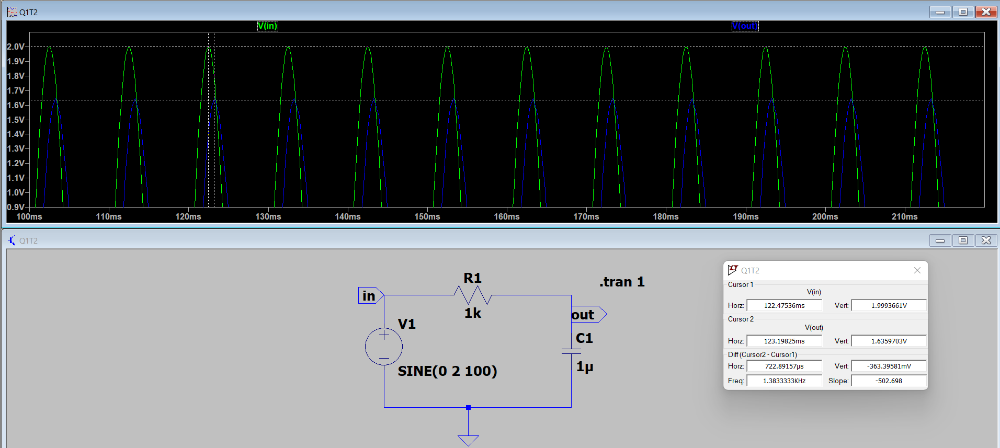 Q1T2
V(in) V(out)
2.0V
1.9V
1.8V
1.7V
1.6V
1.5V
1.4V
1.3V
1.2V
1.1V
1.0V
0.9V
100ms 110ms 120ms 130ms 140ms 150ms 160ms 170ms 180ms 190ms 200ms 210ms
Q1T2
R1
.tran 1
in
1k
out
V1
C1
SINE(0 2 100)
1µ
Q1T2
Cursor 1
V(in)
Horz: 122.47536ms Vert: 1.9993661V
Cursor 2
V(out)
Horz: 123.19825ms Vert: 1.6359703V
Diff (Cursor2 - Cursor1)
Horz: 722.89157µs Vert: -363.39581mV
Freq: 1.3833333KHz Slope: -502.698